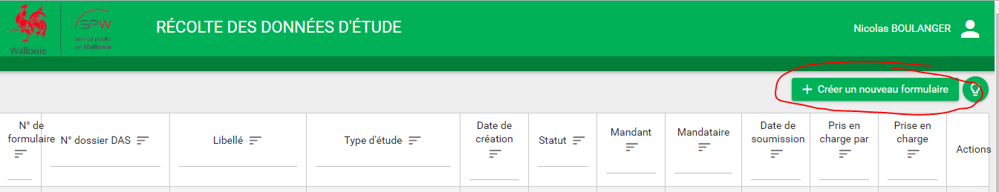 Wallonie
SPW
Service public
de Wallonie
RÉCOLTE DES DONNÉES D'ÉTUDE
Nicolas BOULANGER
+ Créer un nouveau formulaire
N° de
formulaire
N° dossier DAS
Libellé
Type d'étude
Date de
création
Statut
Mandant
Mandataire
Date de
soumission
Pris en
charge par
Prise en
charge
Actions